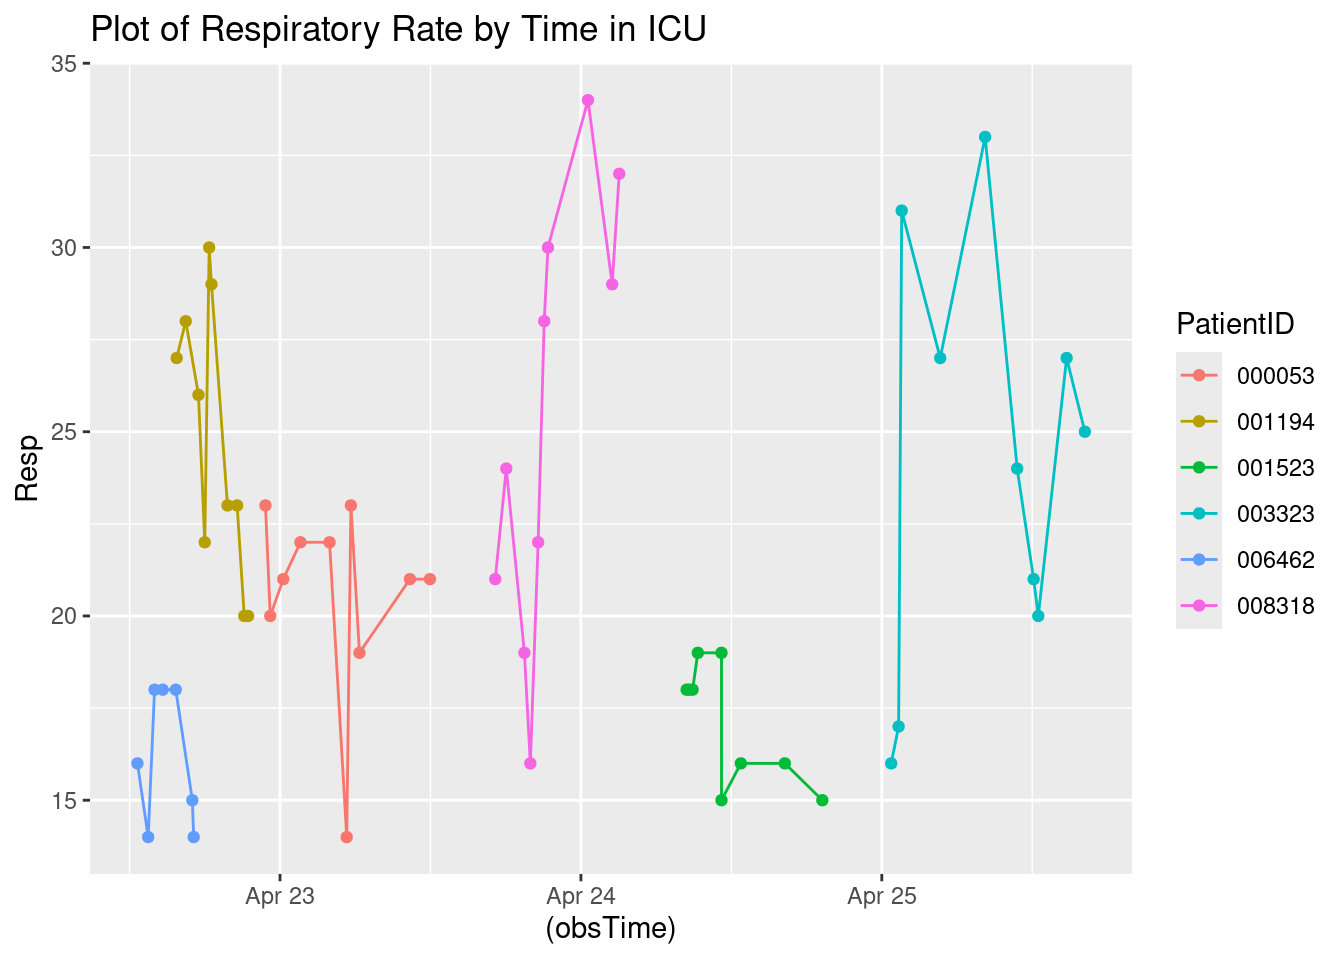 Plot of Respiratory Rate by Time in ICU
35
30
25
20
15
Resp
Apr 23
Apr 24
Apr 25
(obsTime)
PatientID
000053
001194
001523
003323
006462
008318